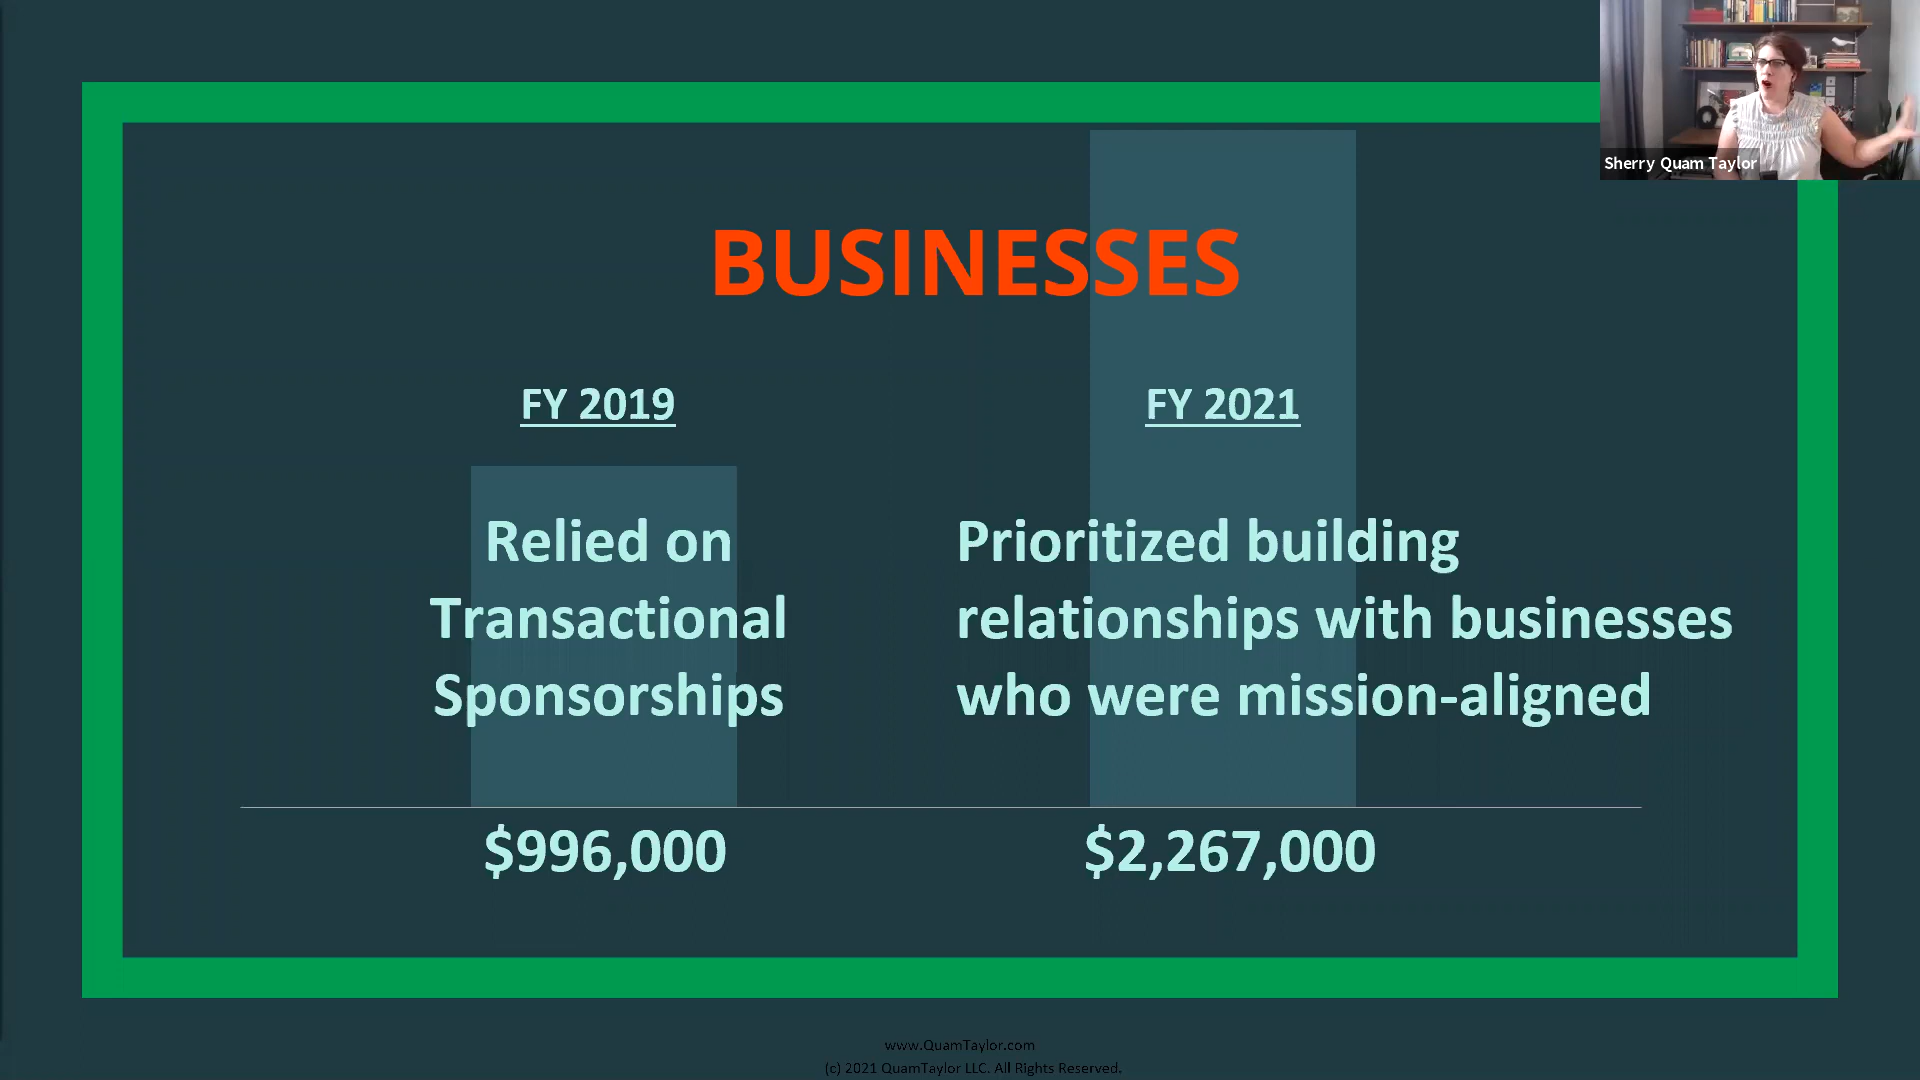 Sherry Quam Taylor
BUSINESSES
FY 2019
Relied on
Transactional
Sponsorships
$996,000
FY 2021
Prioritized building
relationships with businesses
who were mission-aligned
$2,267,000
www.QuamTaylor.com
(c) 2021 QuamTaylor LLC. All Rights Reserved.